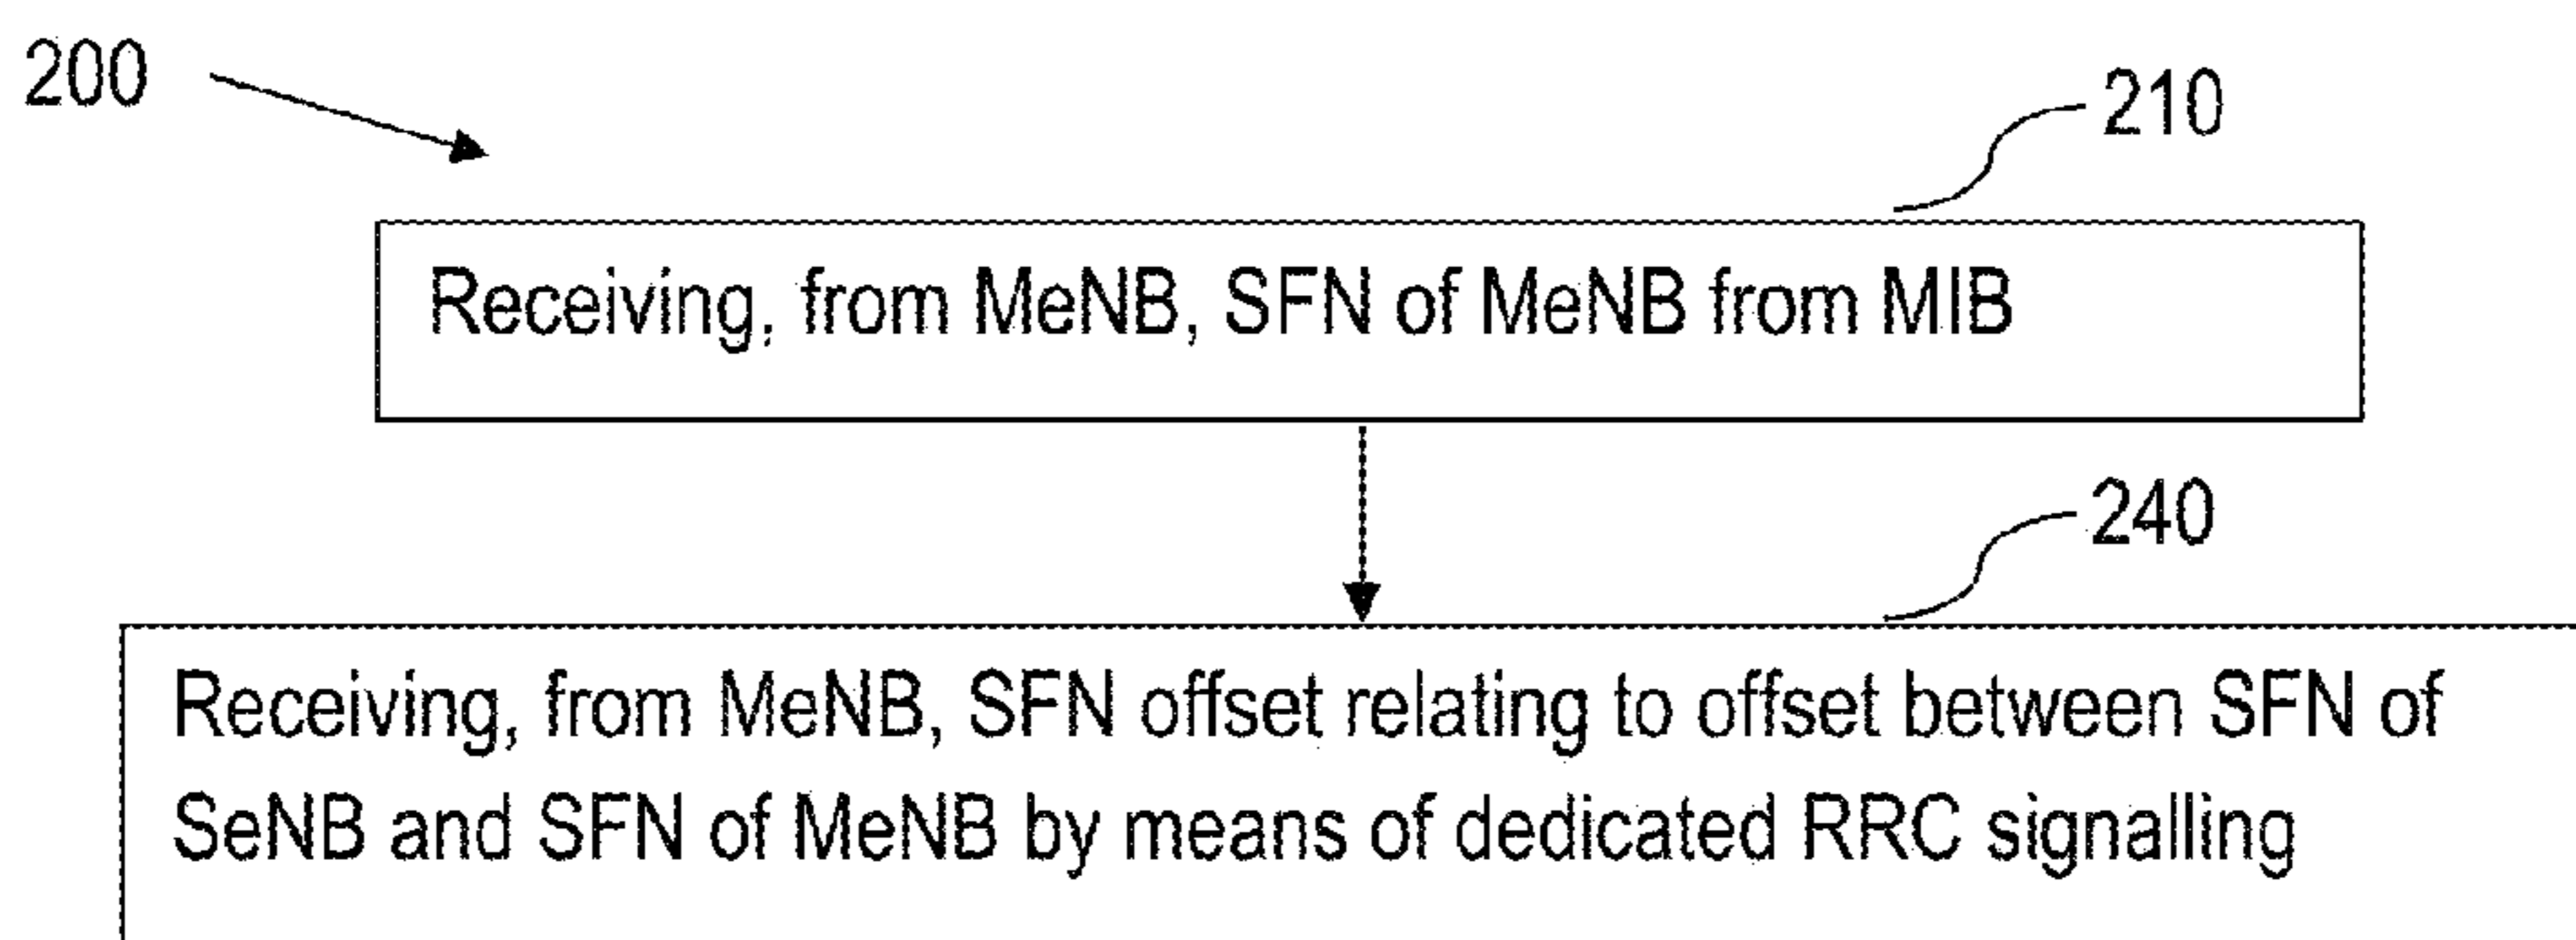 200
210
Receiving, from MeNB, SFN of MeNB from MIB
240
Receiving, from MeNB, SFN offset relating to offset between SFN of
SeNB and SFN of MeNB by means of dedicated RRC signalling